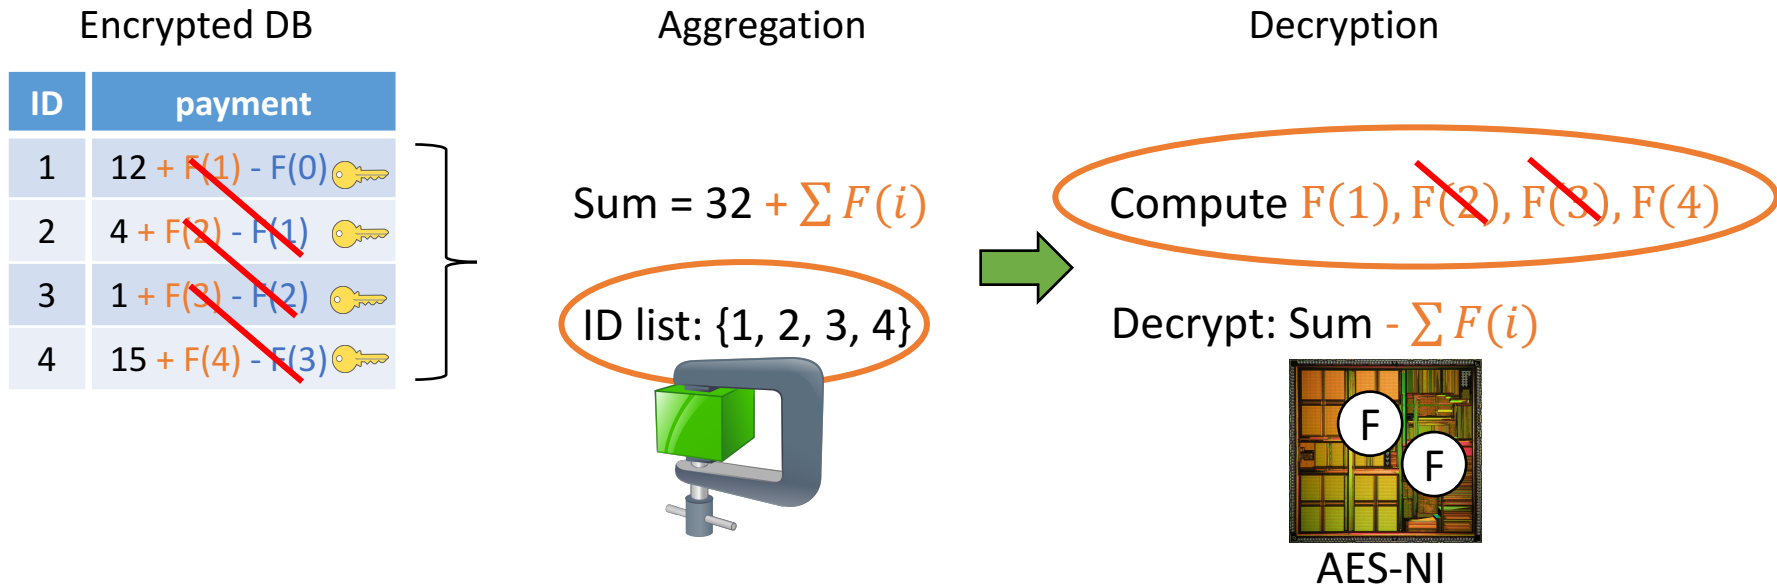 Encrypted DB
Aggregation
Decryption
ID payment
1 12 + F(1) - F(0)
2 4 + F(2) - F(1)
3 1 + F(3) - F(2)
4 15 + F(4) - F(3)
Sum = 32 + ∑ F(i)
ID list: {1, 2, 3, 4}
Compute F(1), F(2), F(3), F(4)
Decrypt: Sum - ∑ F(i)
F
F
AES-NI